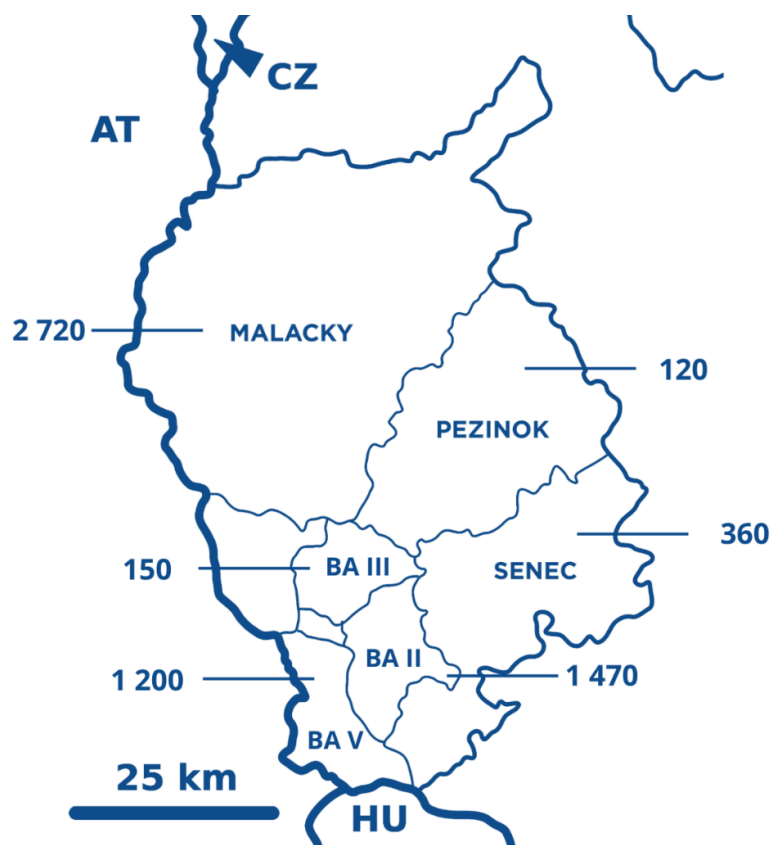 CZ
AT
2 720
MALACKY
120
PEZINOK
360
150
BA III
SENEC
BA II
1 470
1 200
BA V
25 km
HU